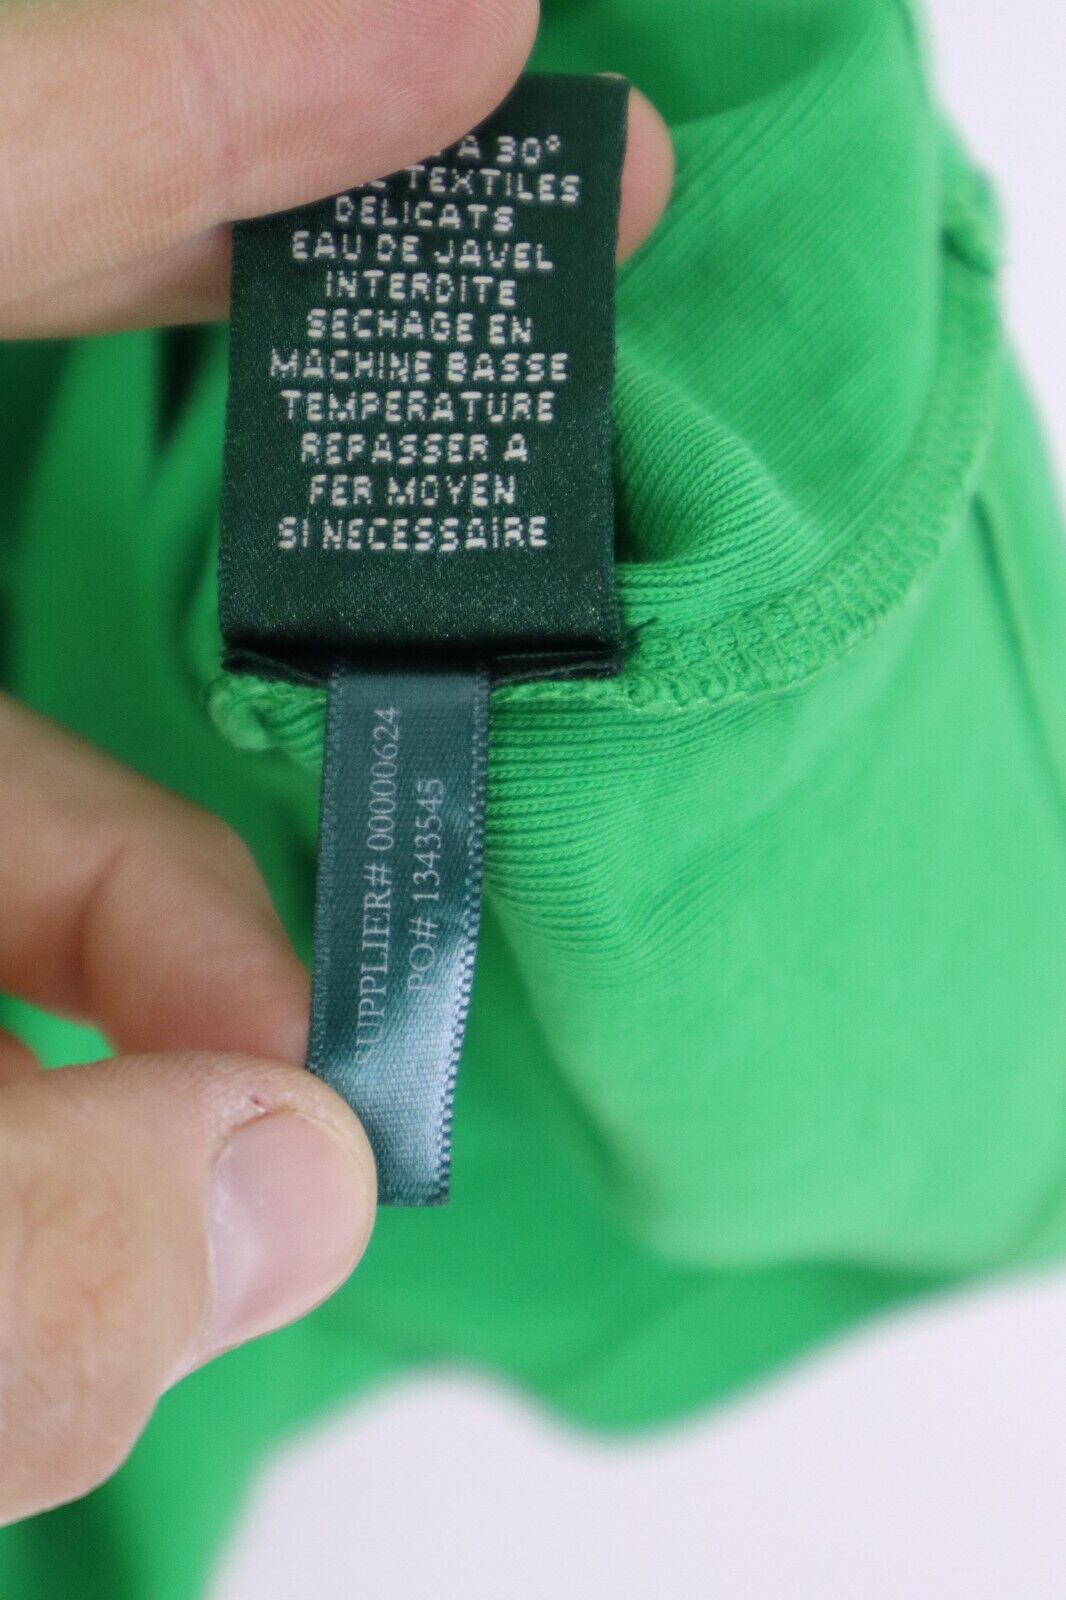 A 30°
TEXTILES
DELICATS
EAU DE JAVEL
INTERDITE
SECHAGE EN
MACHINE BASSE
TEMPERATURE
REPASSER A
FER MOYEN
SI NECESSAIRE
SUPPLIER# 00000624
PO# 1343545